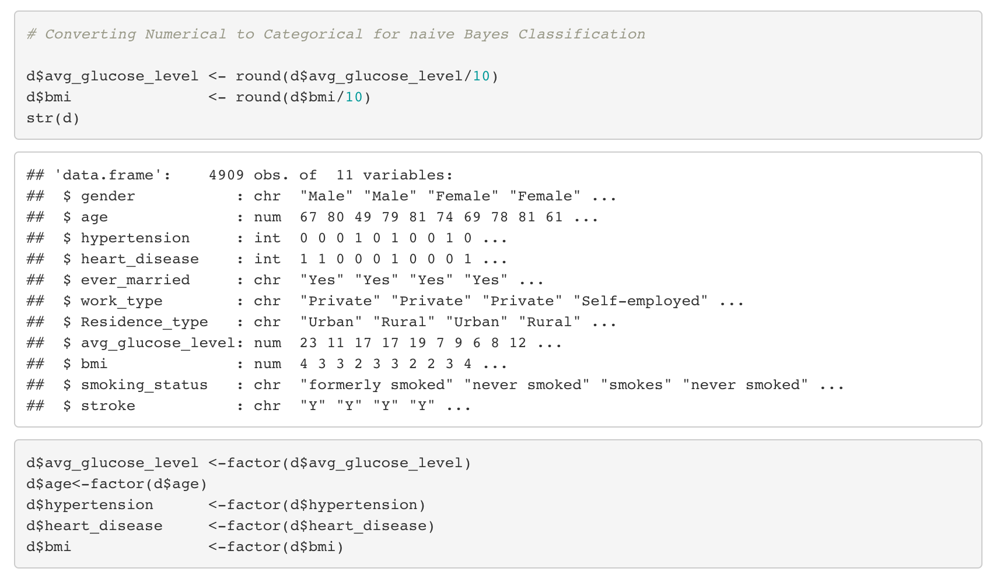 # Converting Numerical to Categorical for naive Bayes Classification
d$avg_glucose_level <- round(d$avg_glucose_level/10)
d$bmi               <- round(d$bmi/10)
str(d)
## 'data.frame':    4909 obs. of  11 variables:
##  $ gender           : chr  "Male" "Male" "Female" "Female" ...
##  $ age              : num  67 80 49 79 81 74 69 78 81 61 ...
##  $ hypertension     : int  0 0 0 1 0 1 0 0 1 0 ...
##  $ heart_disease    : int  1 1 0 0 0 1 0 0 0 1 ...
##  $ ever_married     : chr  "Yes" "Yes" "Yes" "Yes" ...
##  $ work_type        : chr  "Private" "Private" "Private" "Self-employed" ...
##  $ Residence_type   : chr  "Urban" "Rural" "Urban" "Rural" ...
##  $ avg_glucose_level: num  23 11 17 17 19 7 9 6 8 12 ...
##  $ bmi              : num  4 3 3 2 3 3 2 2 3 4 ...
##  $ smoking_status   : chr  "formerly smoked" "never smoked" "smokes" "never smoked" ...
##  $ stroke           : chr  "Y" "Y" "Y" "Y" ...
d$avg_glucose_level <-factor(d$avg_glucose_level)
d$age<-factor(d$age)
d$hypertension      <-factor(d$hypertension)
d$heart_disease     <-factor(d$heart_disease)
d$bmi               <-factor(d$bmi)